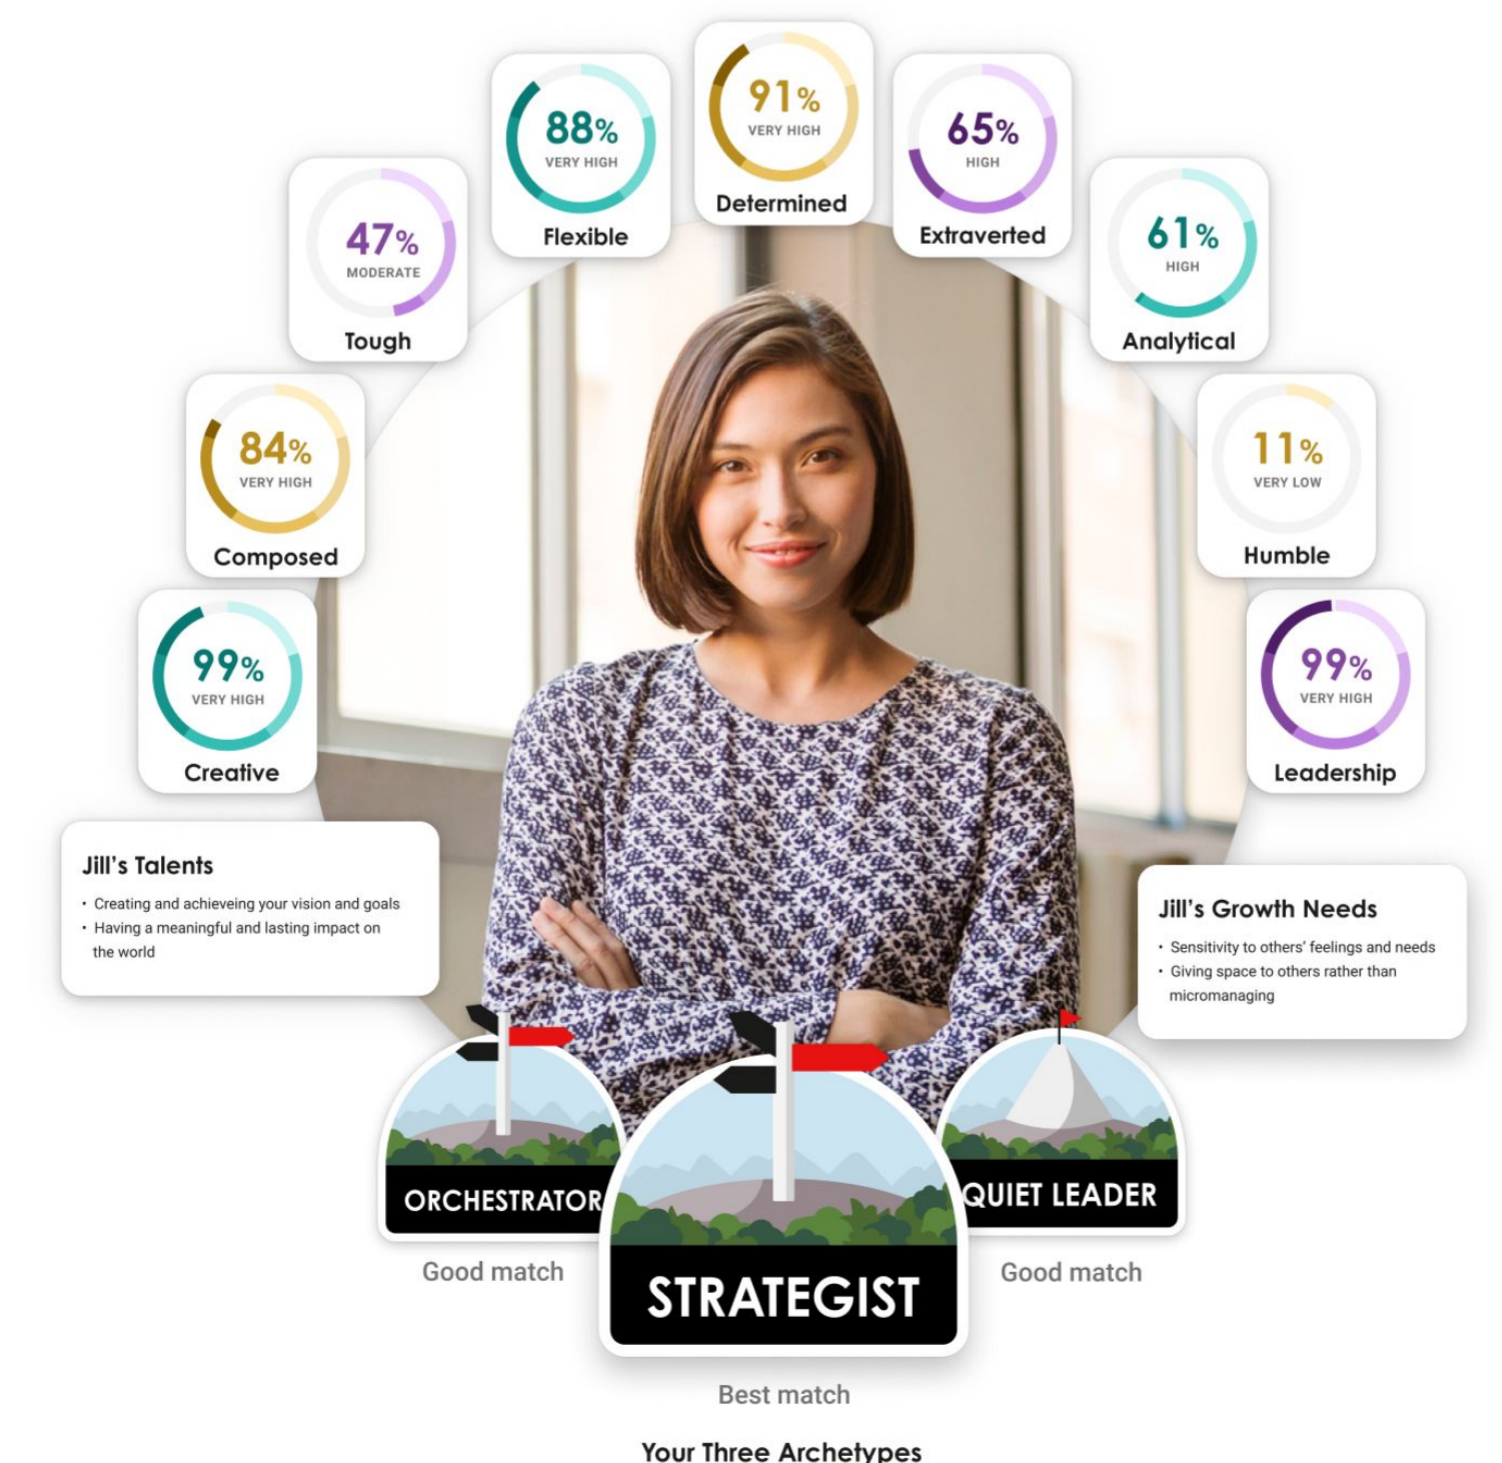 91%
VERY HIGH
Determined
88%
VERY HIGH
Flexible
65%
HIGH
Extraverted
47%
MODERATE
Tough
61%
HIGH
Analytical
84%
VERY HIGH
Composed
11%
VERY LOW
Humble
99%
VERY HIGH
Creative
99%
VERY HIGH
Leadership
Jill's Talents
• Creating and achieveing your vision and goals
• Having a meaningful and lasting impact on
the world
Jill's Growth Needs
• Sensitivity to others' feelings and needs
• Giving space to others rather than
micromanaging
ORCHESTRATOR
Good match
STRATEGIST
Best match
QUIET LEADER
Good match
Your Three Archetypes